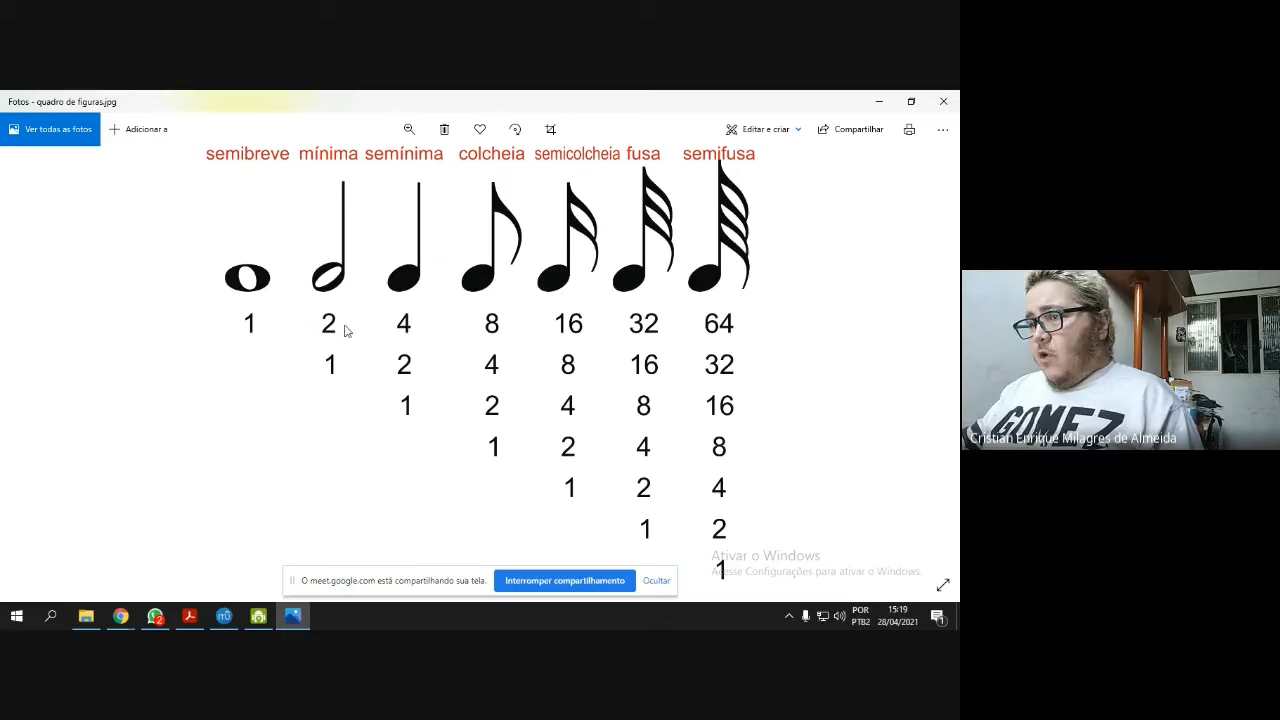 Fotos - quadro de figuras.jpg
Ver todas as fotos
Adicionar a
Editar e criar
Compartilhar
semibreve mínima semínima colcheia semicolcheia fusa semifusa
1 2 4 8 16 32 64
1 2 4 8 16 32
1 2 4 8 16
1 2 4 8
1 2 4
1 2
1
Ativar o Windows
Acesse Configurações para ativar o Windows.
O meet.google.com está compartilhando sua tela.
Interromper compartilhamento
Ocultar
2
mû
POR
PTB2
15:19
28/04/2021
1
GOMEZ
Cristian Enrique Milagres de Almeida